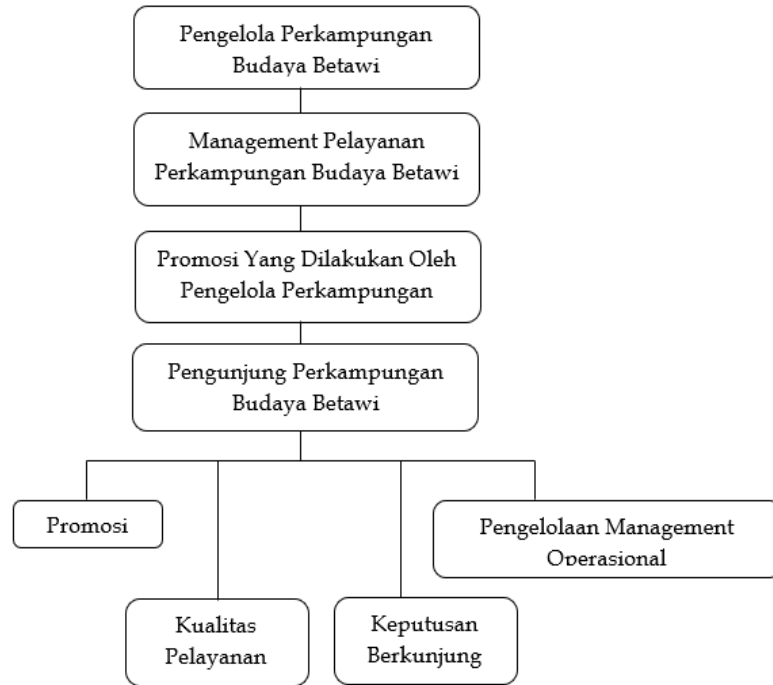 Pengelola Perkampungan
Budaya Betawi
Management Pelayanan
Perkampungan Budaya Betawi
Promosi Yang Dilakukan Oleh
Pengelola Perkampungan
Pengunjung Perkampungan
Budaya Betawi
Promosi
Pengelolaan Management
Operasional
Kualitas
Pelayanan
Keputusan
Berkunjung